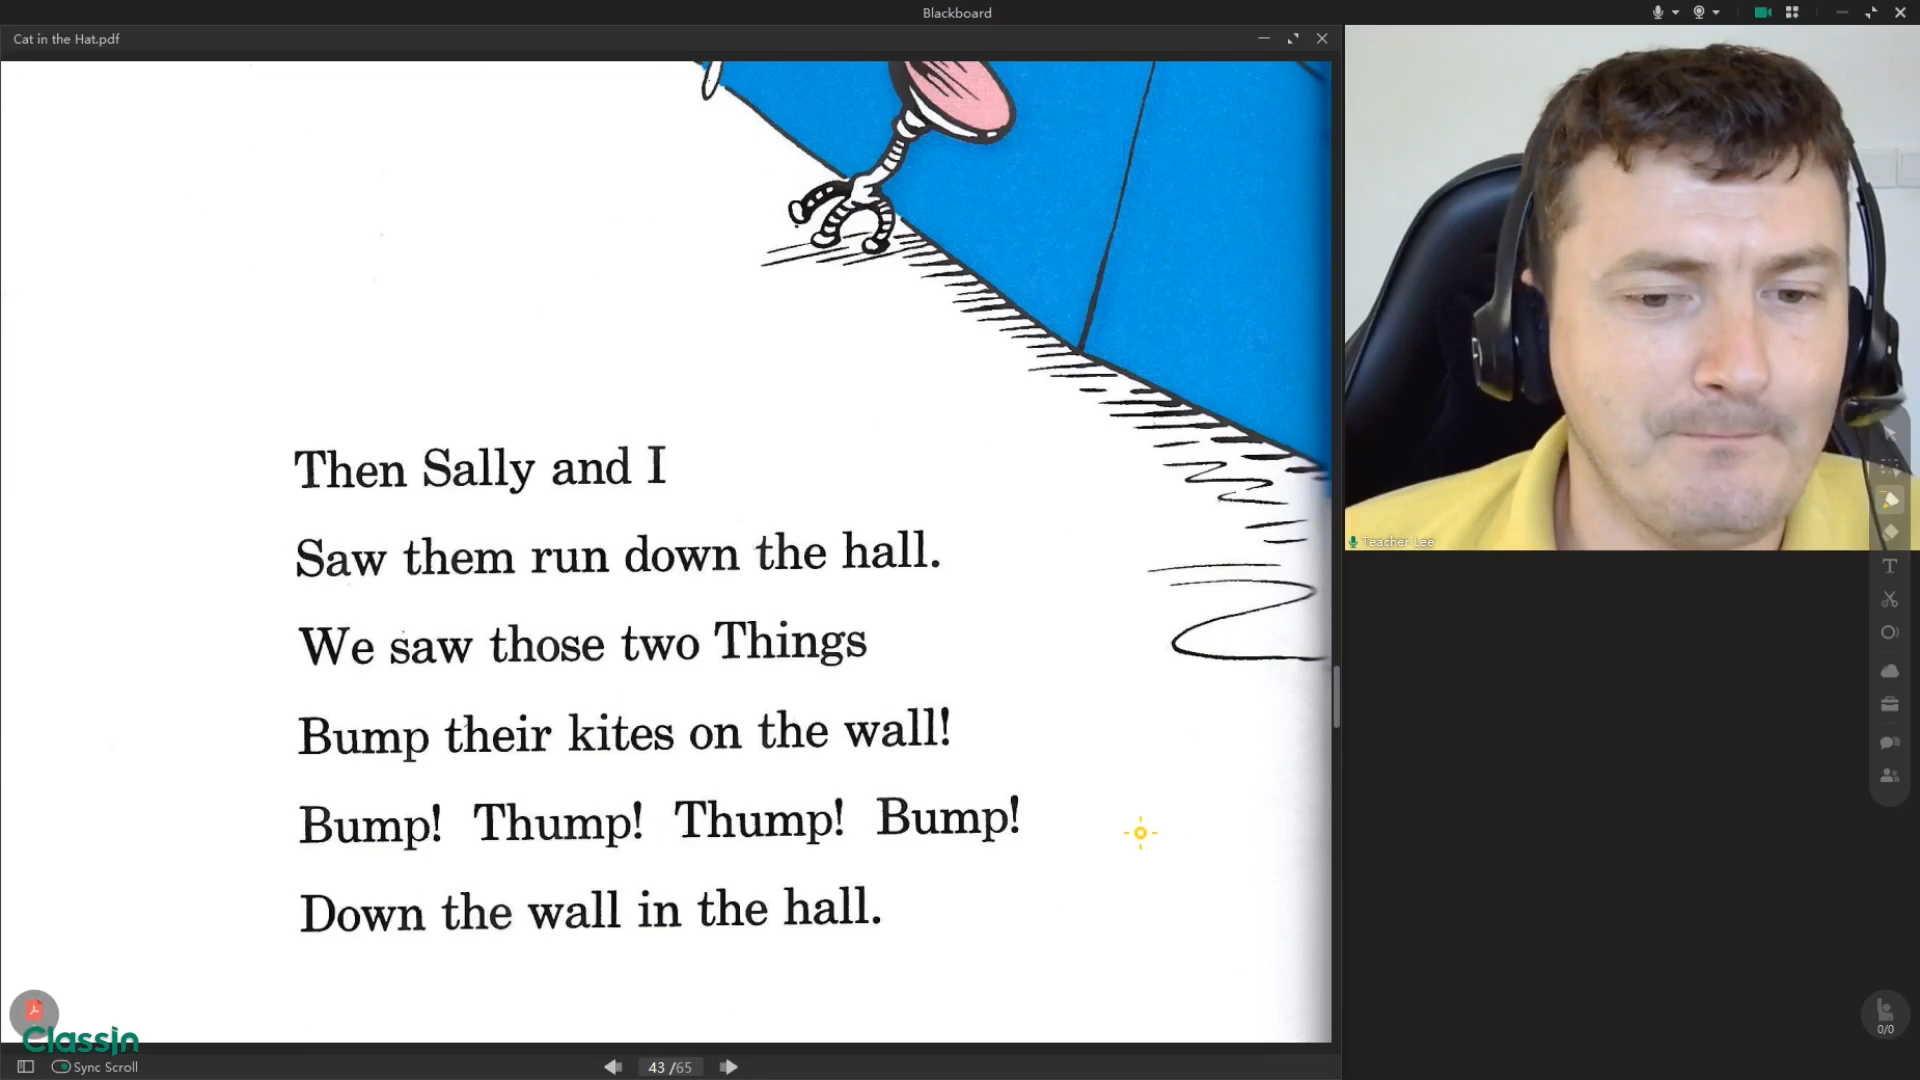 Blackboard
Cat in the Hat.pdf
Then Sally and I
Saw them run down the hall.
We saw those two Things
Bump their kites on the wall!
Bump! Thump! Thump! Bump!
Down the wall in the hall.
Teacher Lee
T
0/0
ClassIn
Sync Scroll
43 /65